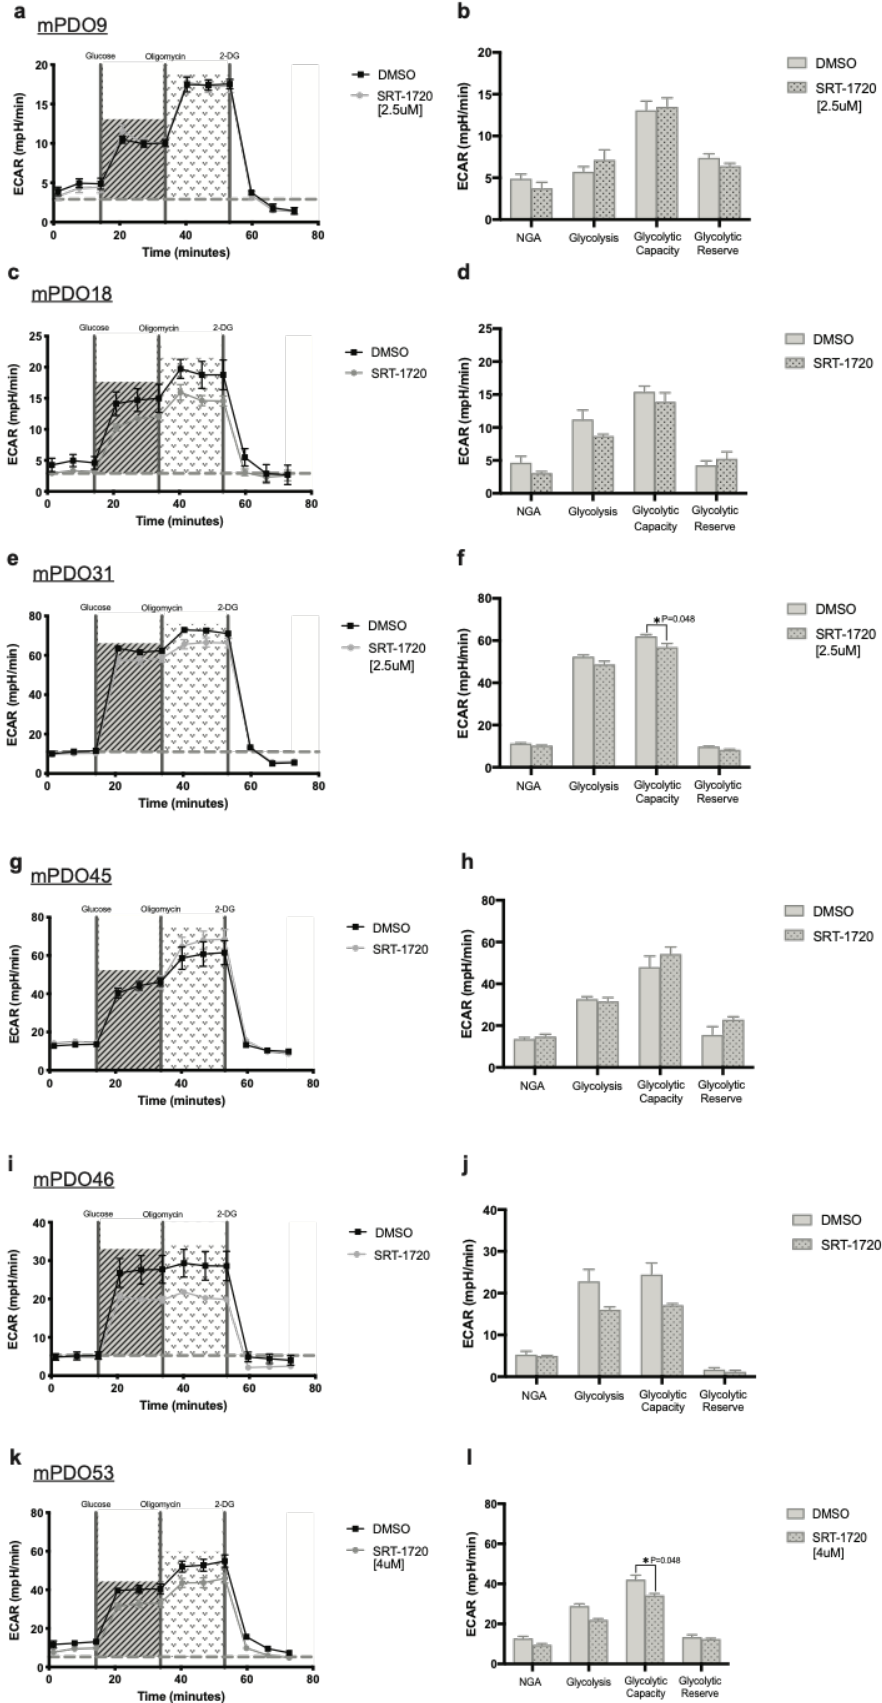 a
mPDO9
Glucose Oligomycin 2-DG
20
15
10
5
0
0 20 40 60 80
ECAR (mpH/min)
Time (minutes)
DMSO
SRT-1720
[2.5uM]
b
20
15
10
5
0
ECAR (mpH/min)
NGA Glycolysis Glycolytic Capacity Glycolytic Reserve
DMSO
SRT-1720
[2.5uM]
c
mPDO18
Glucose Oligomycin 2-DG
25
20
15
10
5
0
0 20 40 60 80
ECAR (mpH/min)
Time (minutes)
DMSO
SRT-1720
d
25
20
15
10
5
0
ECAR (mpH/min)
NGA Glycolysis Glycolytic Capacity Glycolytic Reserve
DMSO
SRT-1720
e
mPDO31
Glucose Oligomycin 2-DG
80
60
40
20
0
0 20 40 60 80
ECAR (mpH/min)
Time (minutes)
DMSO
SRT-1720
[2.5uM]
f
80
60
40
20
0
ECAR (mpH/min)
* P=0.048
NGA Glycolysis Glycolytic Capacity Glycolytic Reserve
DMSO
SRT-1720
[2.5uM]
g
mPDO45
Glucose Oligomycin 2-DG
80
60
40
20
0
0 20 40 60 80
ECAR (mpH/min)
Time (minutes)
DMSO
SRT-1720
h
80
60
40
20
0
ECAR (mpH/min)
NGA Glycolysis Glycolytic Capacity Glycolytic Reserve
DMSO
SRT-1720
i
mPDO46
Glucose Oligomycin 2-DG
40
30
20
10
0
0 20 40 60 80
ECAR (mpH/min)
Time (minutes)
DMSO
SRT-1720
j
40
30
20
10
0
ECAR (mpH/min)
NGA Glycolysis Glycolytic Capacity Glycolytic Reserve
DMSO
SRT-1720
k
mPDO53
Glucose Oligomycin 2-DG
80
60
40
20
0
0 20 40 60 80
ECAR (mpH/min)
Time (minutes)
DMSO
SRT-1720
[4uM]
l
80
60
40
20
0
ECAR (mpH/min)
* P=0.048
NGA Glycolysis Glycolytic Capacity Glycolytic Reserve
DMSO
SRT-1720
[4uM]